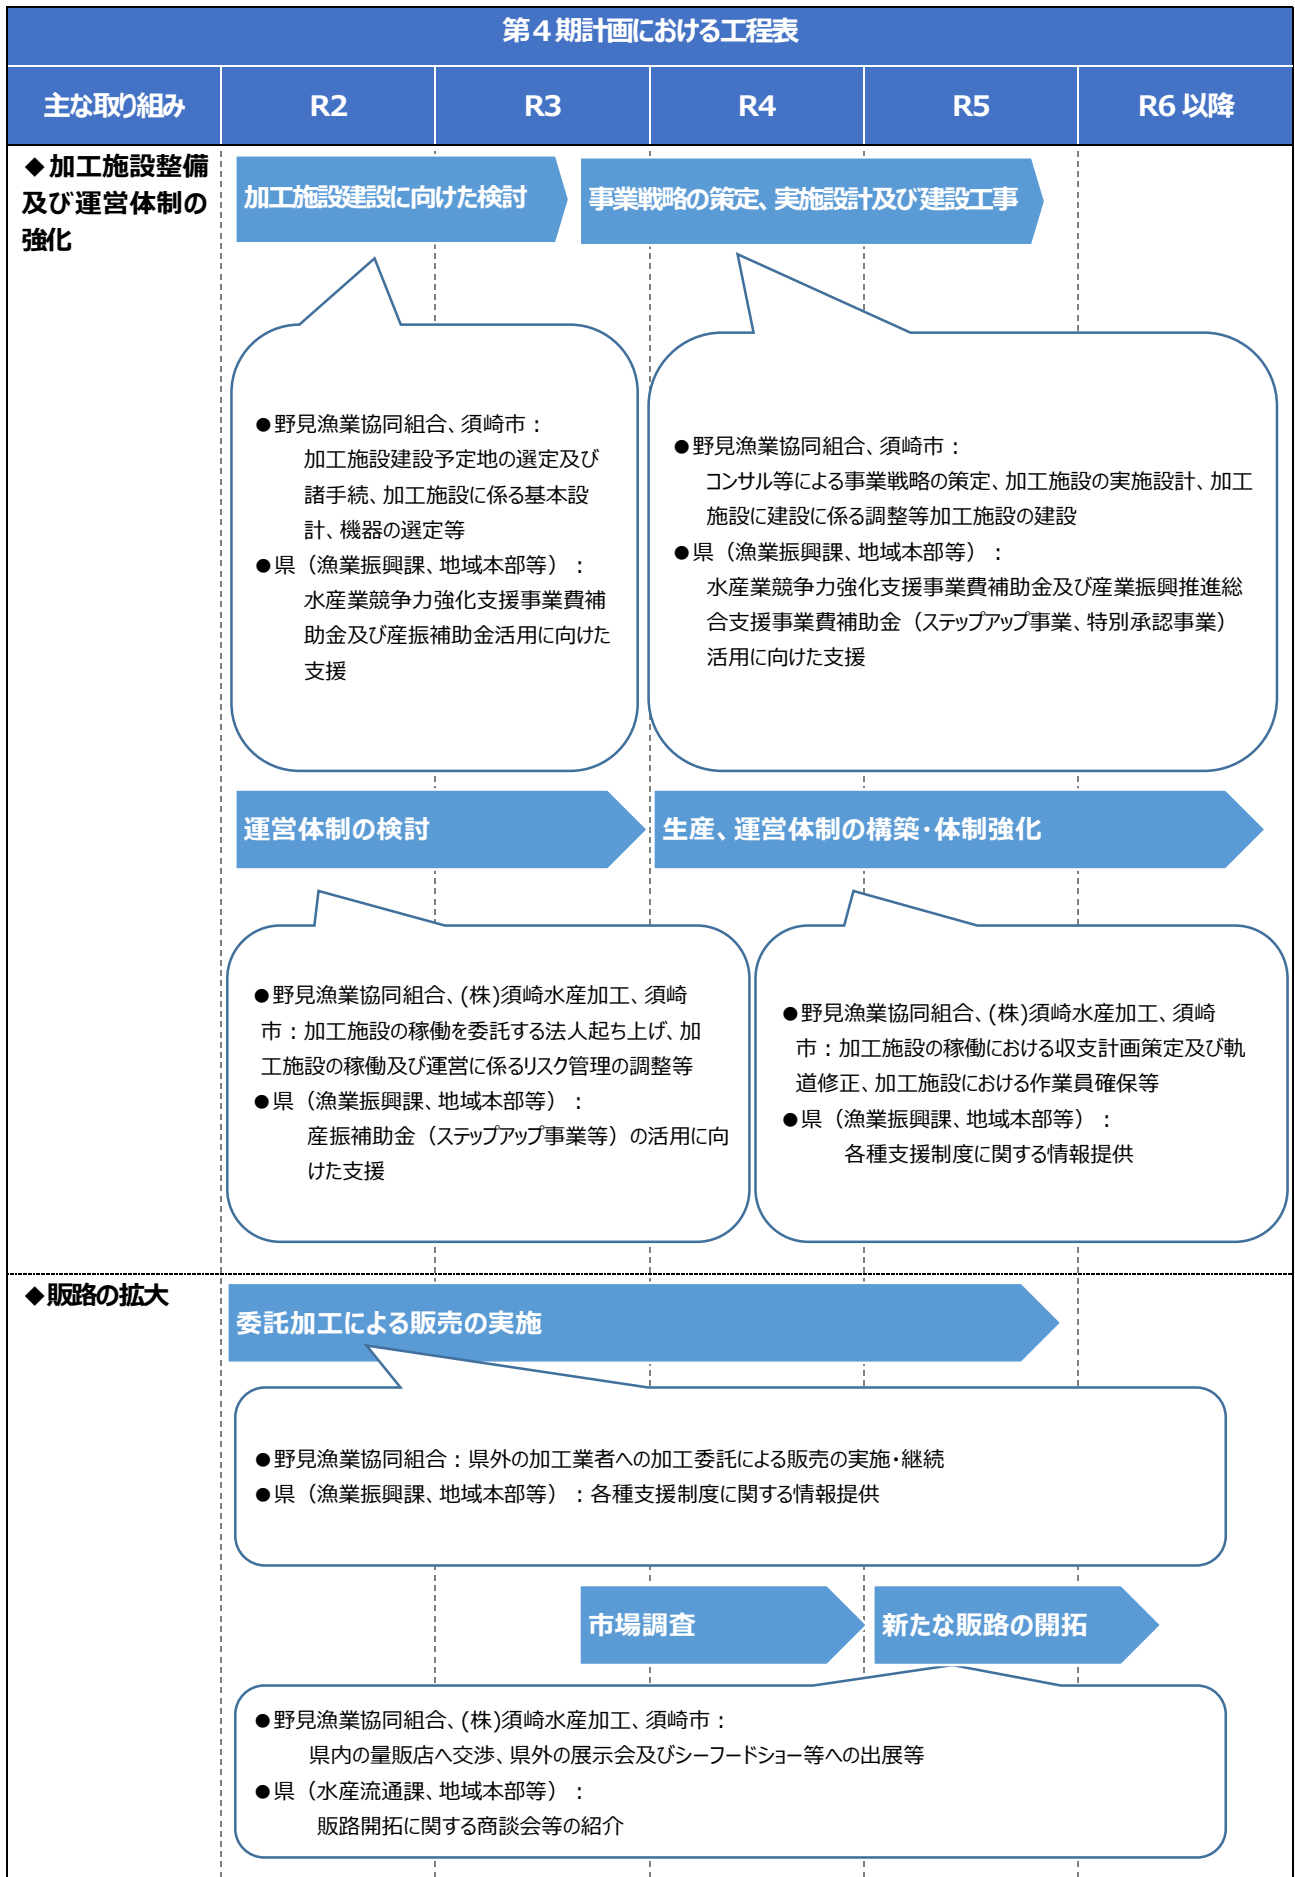 第４期計画における工程表
主な取り組み
R2
R3
R4
R5
R6 以降
◆加工施設整備
及び運営体制の
強化
加工施設建設に向けた検討
事業戦略の策定、実施設計及び建設工事
●野見漁業協同組合、須崎市：
加工施設建設予定地の選定及び
諸手続、加工施設に係る基本設
計、機器の選定等
●県（漁業振興課、地域本部等）：
水産業競争力強化支援事業費補
助金及び産振補助金活用に向けた
支援
●野見漁業協同組合、須崎市：
コンサル等による事業戦略の策定、加工施設の実施設計、加工
施設に建設に係る調整等加工施設の建設
●県（漁業振興課、地域本部等）：
水産業競争力強化支援事業費補助金及び産業振興推進総
合支援事業費補助金（ステップアップ事業、特別承認事業）
活用に向けた支援
運営体制の検討
生産、運営体制の構築・体制強化
●野見漁業協同組合、(株)須崎水産加工、須崎
市：加工施設の稼働を委託する法人起ち上げ、加
工施設の稼働及び運営に係るリスク管理の調整等
●県（漁業振興課、地域本部等）：
産振補助金（ステップアップ事業等）の活用に向
けた支援
●野見漁業協同組合、(株)須崎水産加工、須崎
市：加工施設の稼働における収支計画策定及び軌
道修正、加工施設における作業員確保等
●県（漁業振興課、地域本部等）：
各種支援制度に関する情報提供
◆販路の拡大
委託加工による販売の実施
●野見漁業協同組合：県外の加工業者への加工委託による販売の実施・継続
●県（漁業振興課、地域本部等）：各種支援制度に関する情報提供
市場調査
新たな販路の開拓
●野見漁業協同組合、(株)須崎水産加工、須崎市：
県内の量販店へ交渉、県外の展示会及びシーフードショー等への出展等
●県（水産流通課、地域本部等）：
販路開拓に関する商談会等の紹介